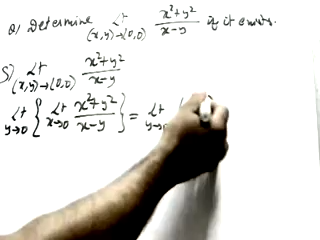 Q) Determine Lt (x,y)→(0,0) x²+y² / x-y if it exists.
S) Lt (x,y)→(0,0) x²+y² / x-y
Lt y→0 { Lt x→0 x²+y² / x-y } = Lt y→0